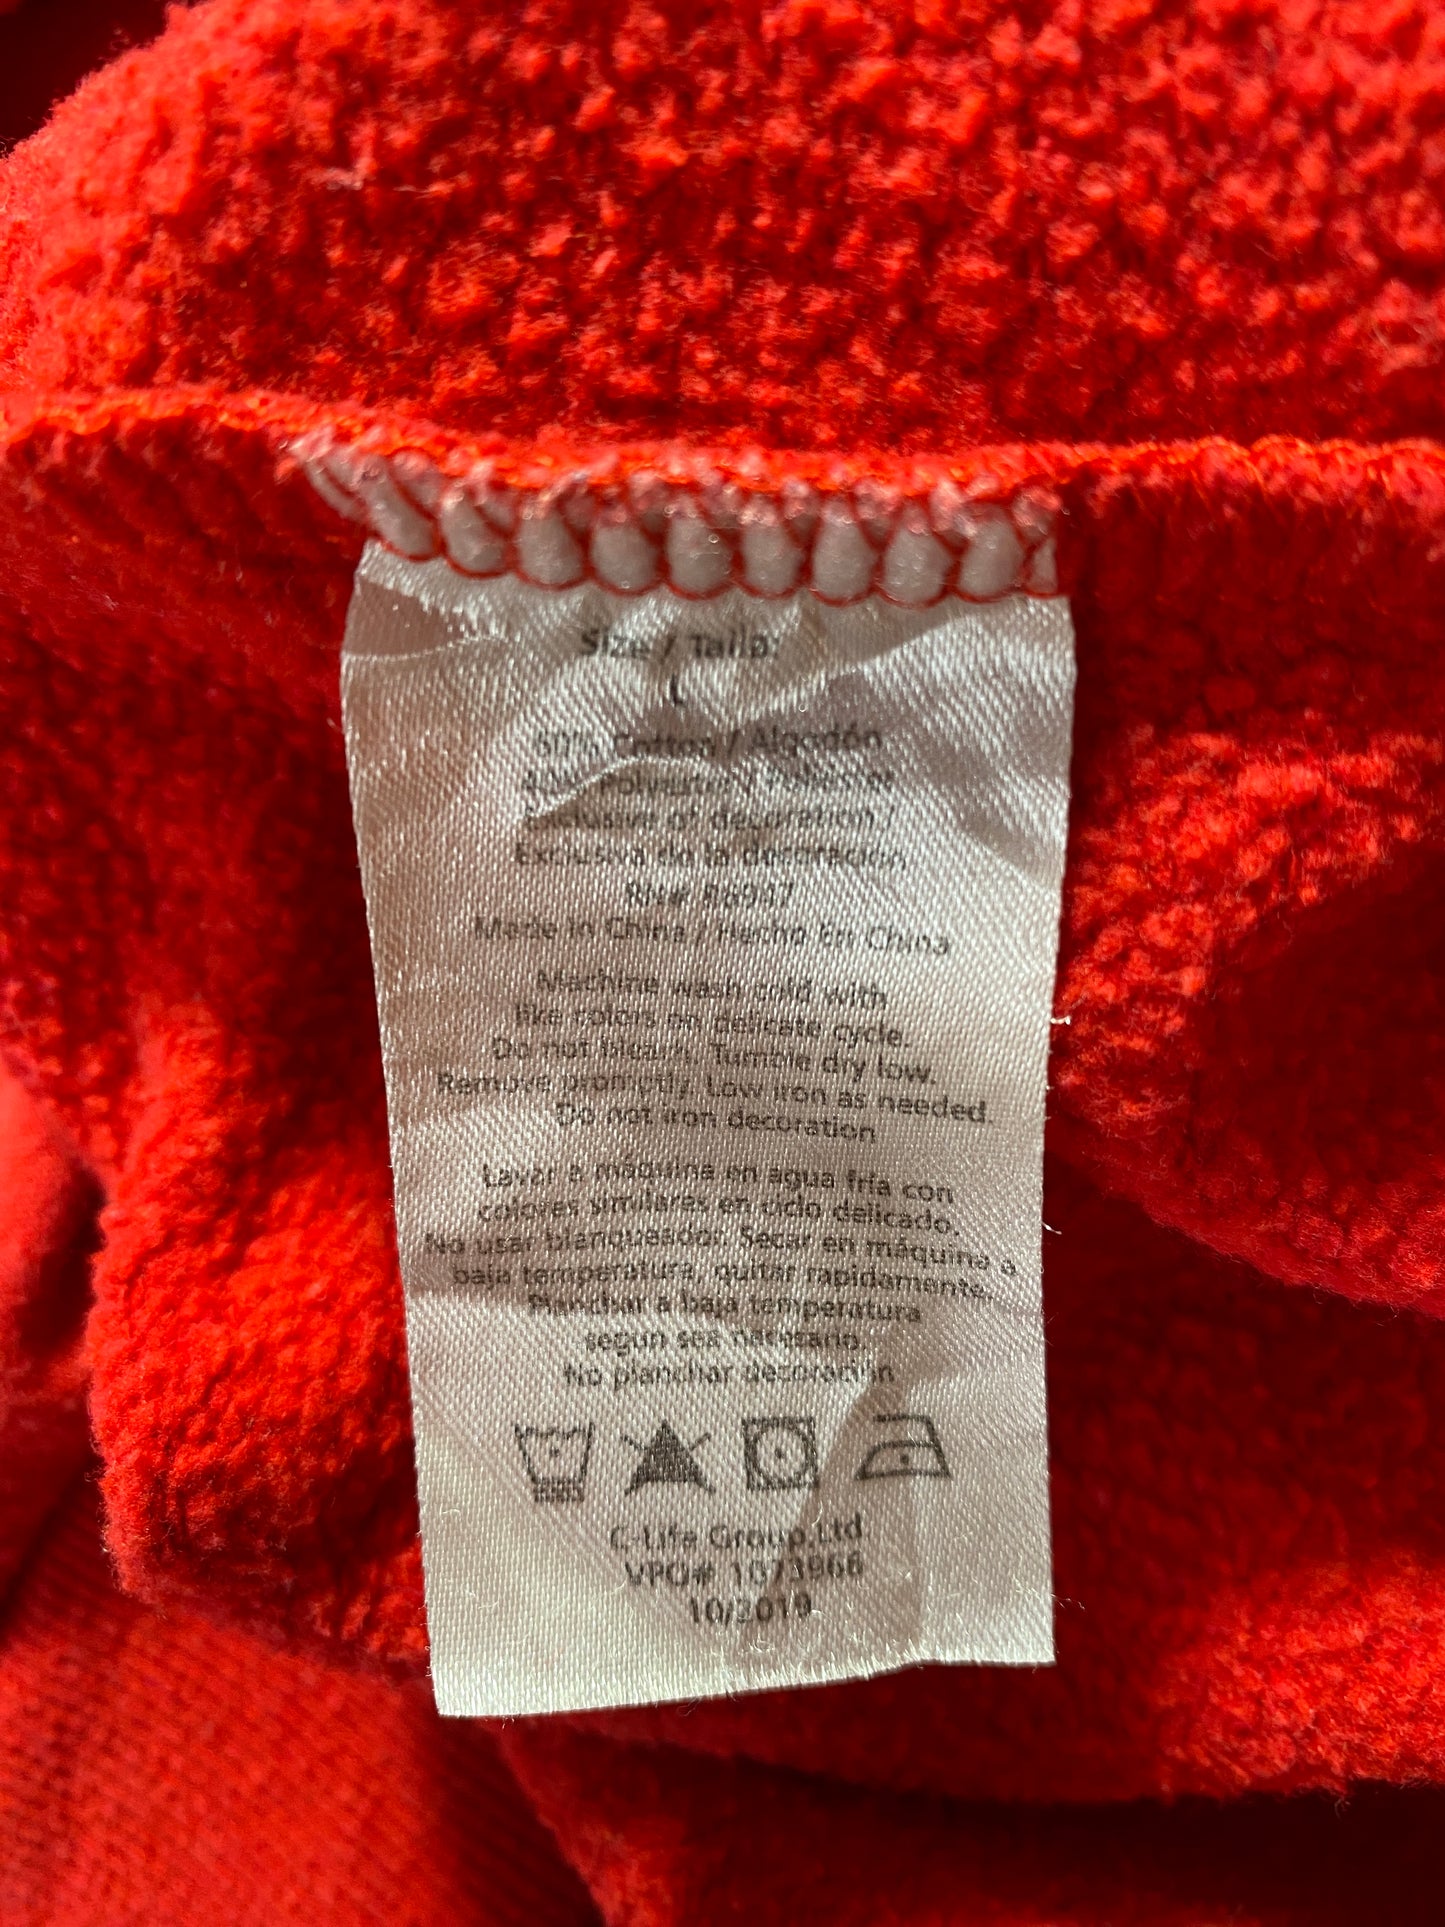 Size / Talla:
L
60% Cotton / Algodón
40% Polyester / Poliester
Exclusive of decoration /
Exclusiva de la decoración
RN# 86947
Made in China / Hecho En China
Machine wash cold with
like colors on delicate cycle.
Do not bleach. Tumble dry low.
Remove promptly. Low iron as needed.
Do not iron decoration
Lavar a máquina en agua fría con
colores similares en ciclo delicado.
No usar blanqueador. Secar en máquina a
baja temperatura, quitar rapidamente.
Planchar a baja temperatura
segun sea necesario.
No planchar decoración
C-Life Group, Ltd
VPO# 1073966
10/2019